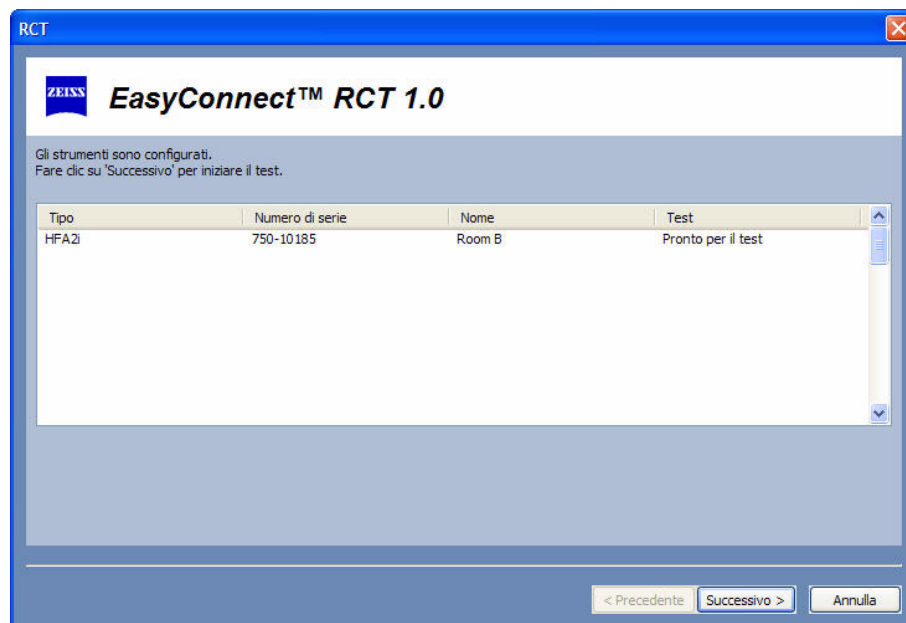 RCT
ZEISS
EasyConnect™ RCT 1.0
Gli strumenti sono configurati.
Fare clic su 'Successivo' per iniziare il test.
Tipo Numero di serie Nome Test
HFA2i 750-10185 Room B Pronto per il test
< Precedente Successivo > Annulla